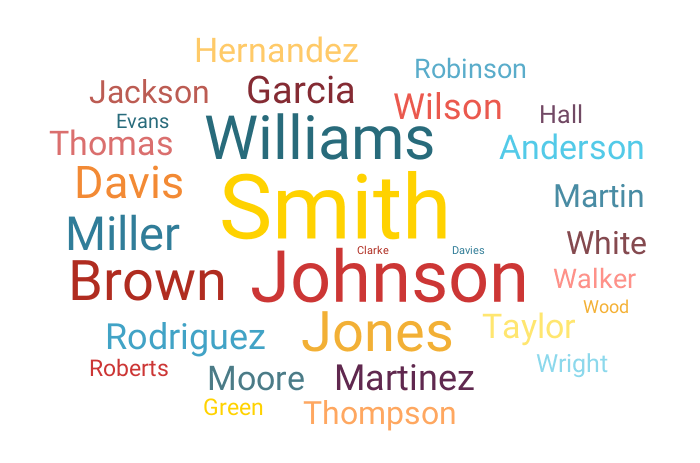 Hernandez
Robinson
Jackson
Garcia
Wilson
Hall
Evans
Williams
Thomas
Anderson
Davis
Smith
Martin
Miller
White
Clarke
Davies
Brown
Johnson
Walker
Wood
Rodriguez
Jones
Taylor
Roberts
Moore
Martinez
Wright
Green
Thompson